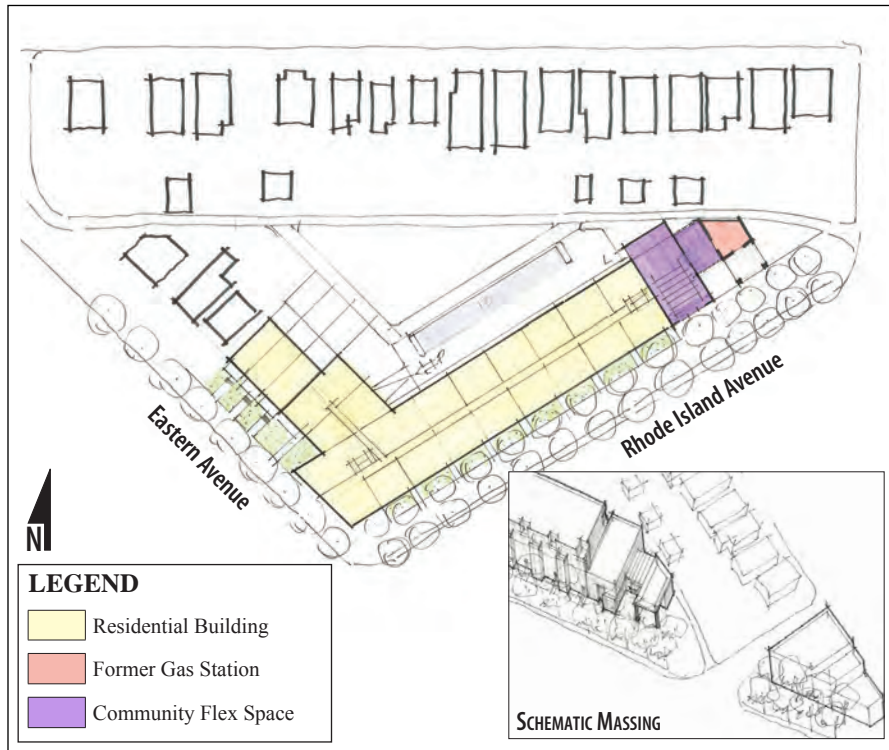 Eastern Avenue
Rhode Island Avenue
N
LEGEND
Residential Building
Former Gas Station
Community Flex Space
SCHEMATIC MASSING